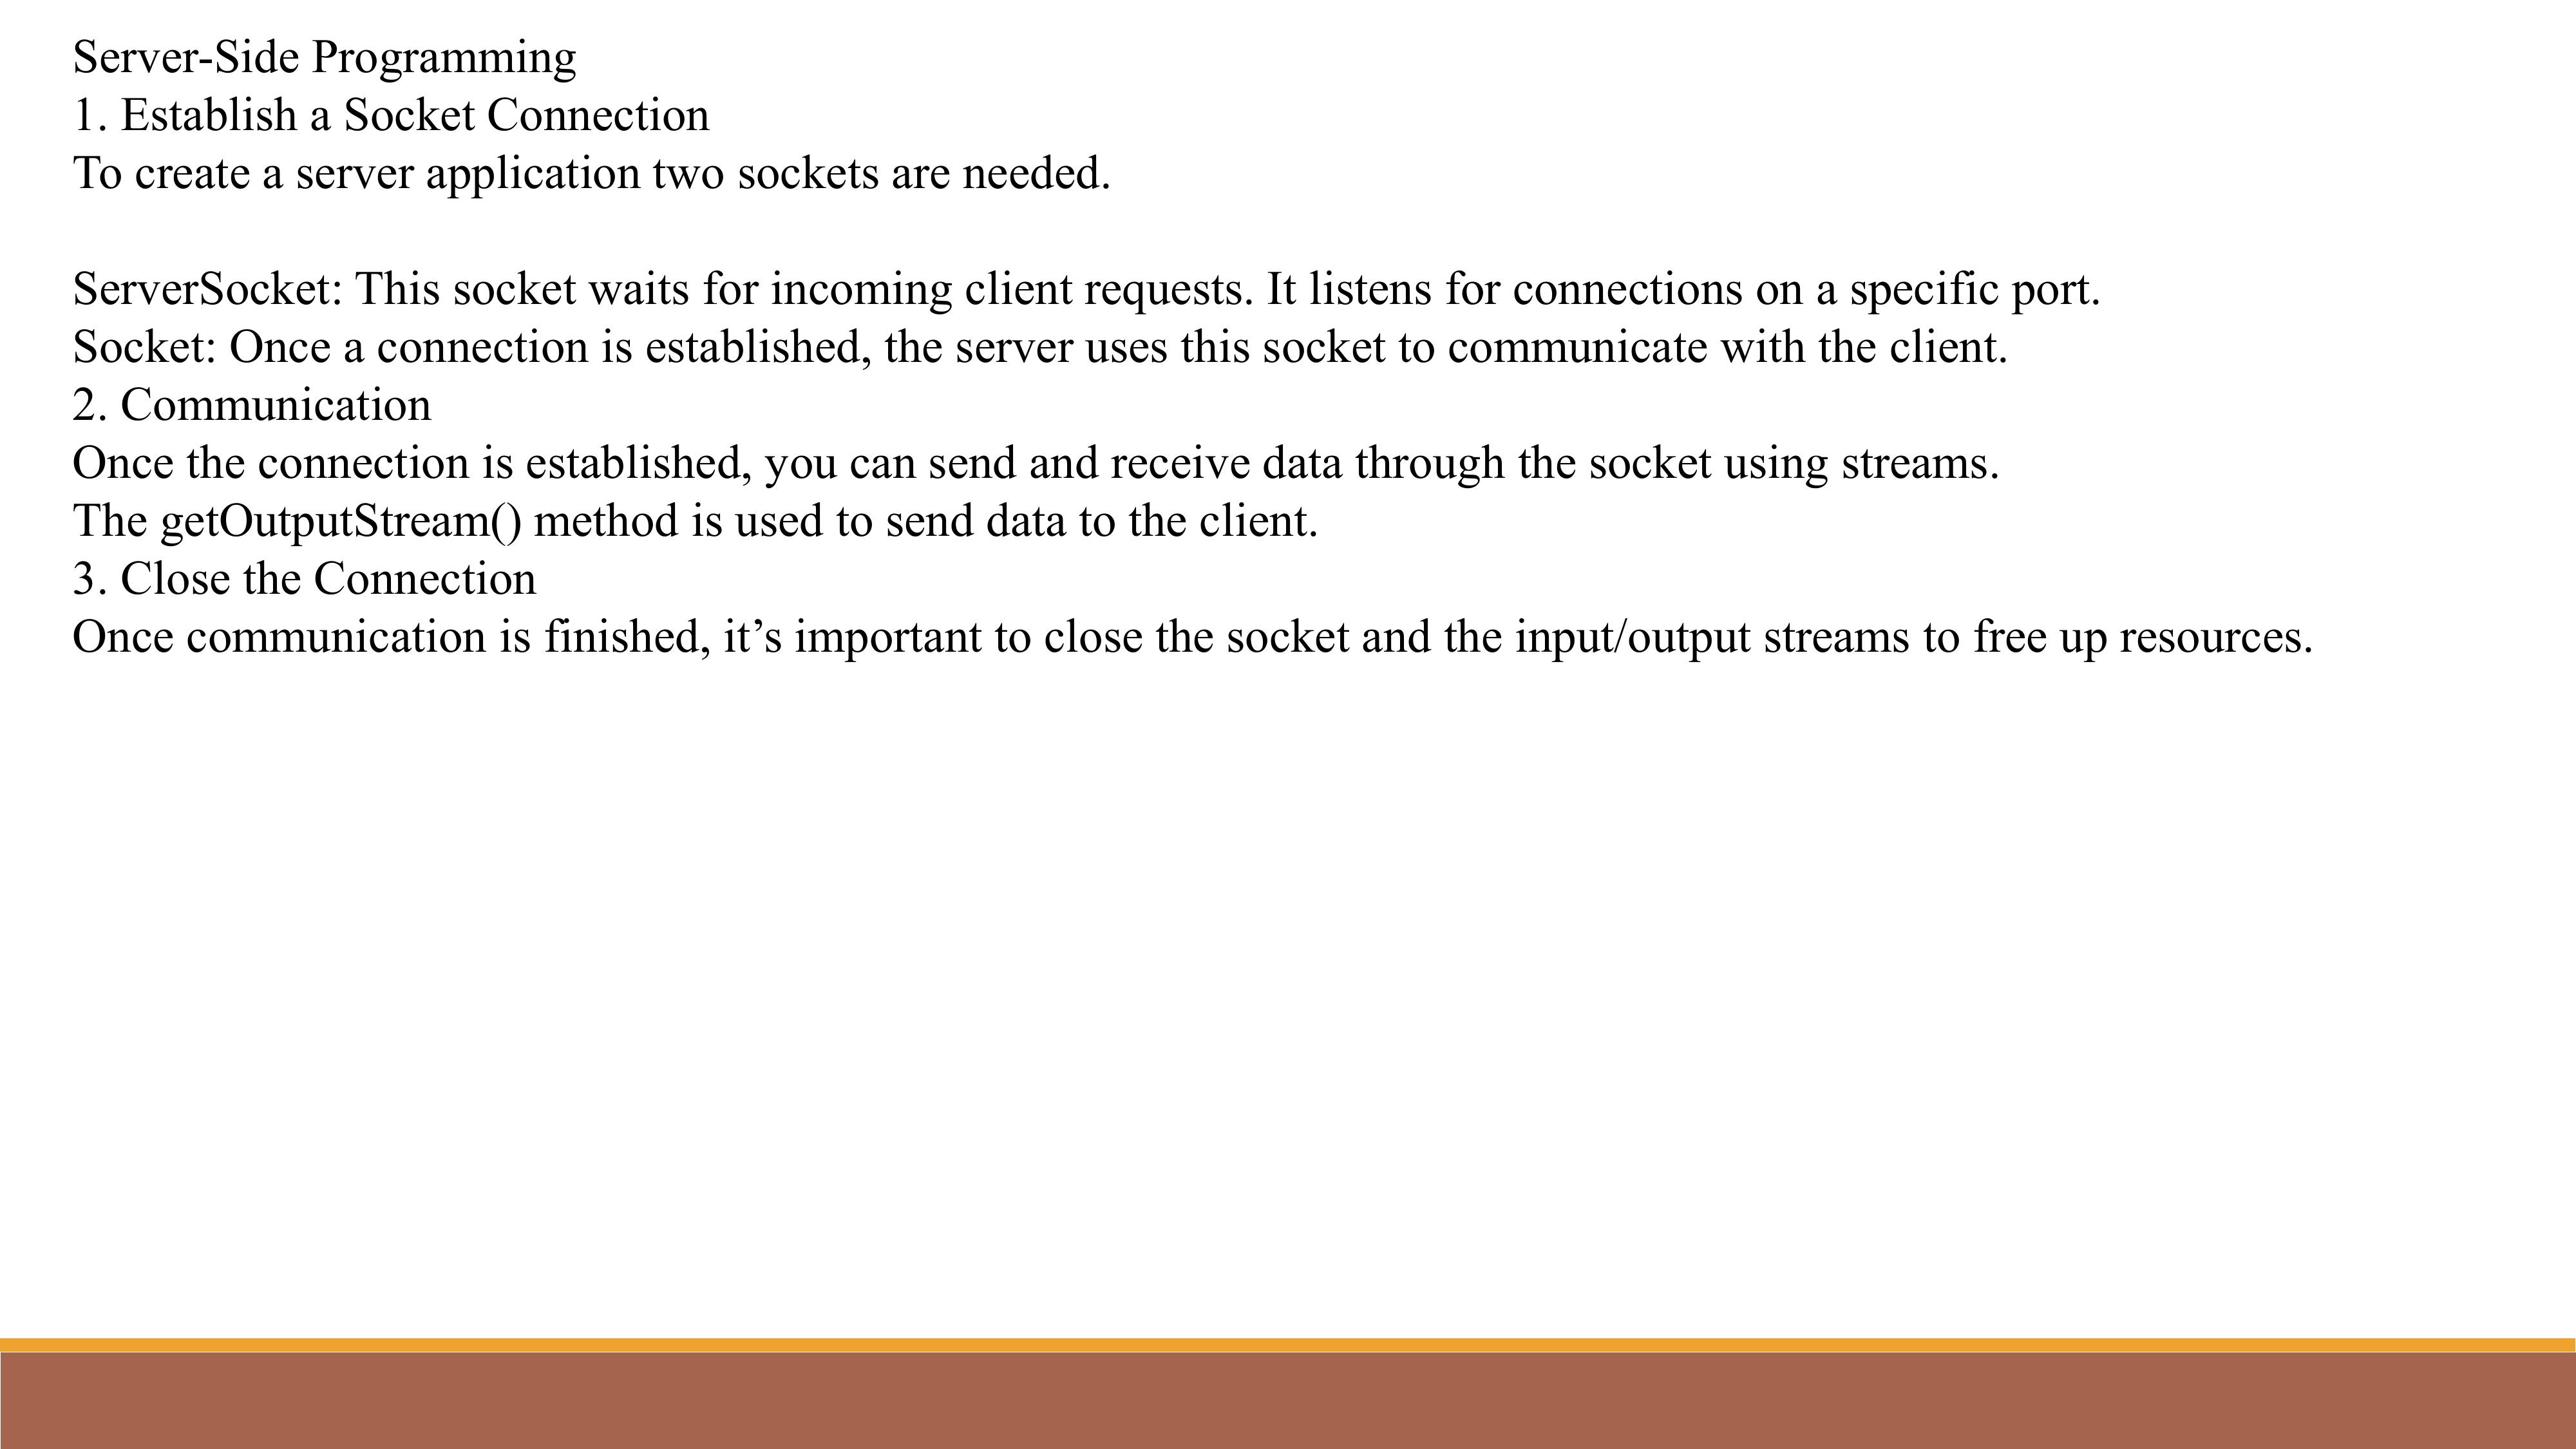 Server-Side Programming
1. Establish a Socket Connection
To create a server application two sockets are needed.
ServerSocket: This socket waits for incoming client requests. It listens for connections on a specific port.
Socket: Once a connection is established, the server uses this socket to communicate with the client.
2. Communication
Once the connection is established, you can send and receive data through the socket using streams.
The getOutputStream() method is used to send data to the client.
3. Close the Connection
Once communication is finished, it’s important to close the socket and the input/output streams to free up resources.